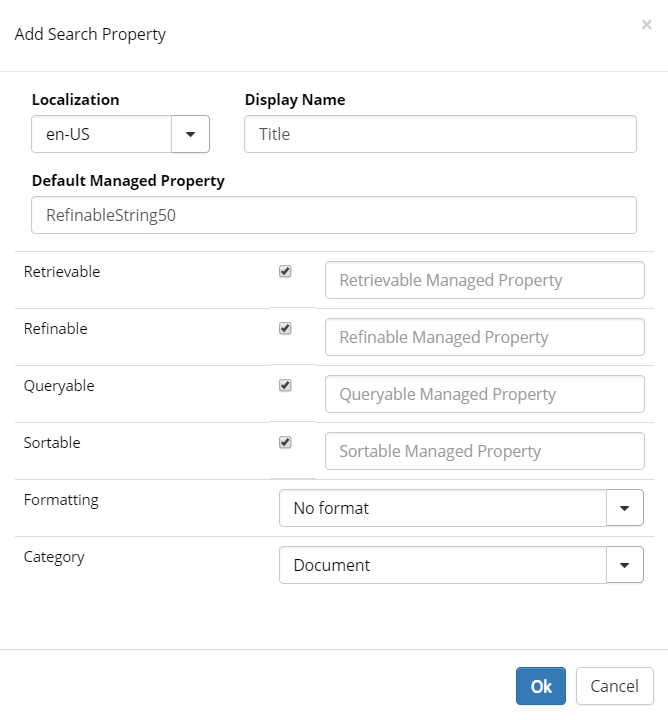 Add Search Property
×
Localization Display Name
en-US Title
Default Managed Property
RefinableString50
Retrievable Retrievable Managed Property
Refinable Refinable Managed Property
Queryable Queryable Managed Property
Sortable Sortable Managed Property
Formatting No format
Category Document
Ok Cancel